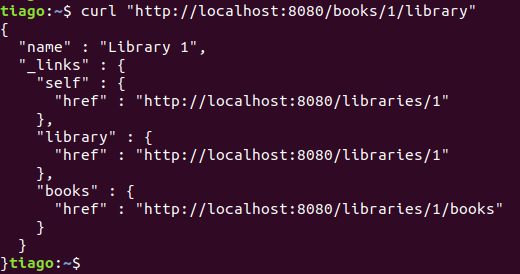 tiago:~$ curl "http://localhost:8080/books/1/library"
{
  "name" : "Library 1",
  "_links" : {
    "self" : {
      "href" : "http://localhost:8080/libraries/1"
    },
    "library" : {
      "href" : "http://localhost:8080/libraries/1"
    },
    "books" : {
      "href" : "http://localhost:8080/libraries/1/books"
    }
  }
}tiago:~$